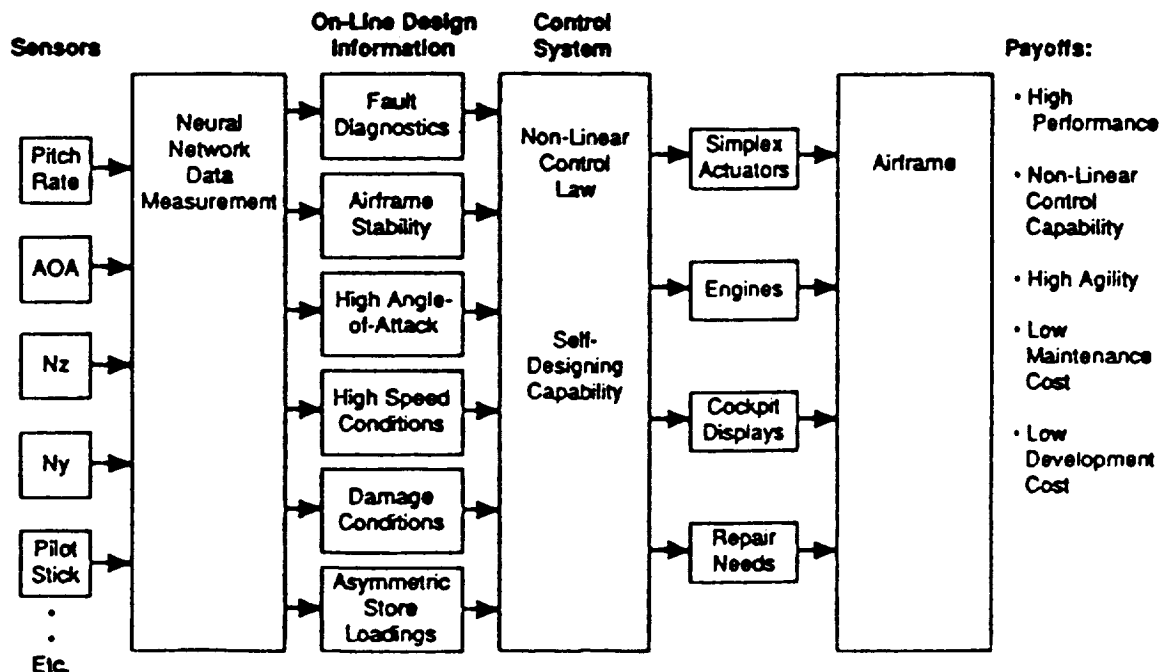 Sensors
Pitch
Rate
AOA
Nz
Ny
Pilot
Stick
.
.
Etc.
Neural
Network
Data
Measurement
On-Line Design
Information
Fault
Diagnostics
Airframe
Stability
High Angle-
of-Attack
High Speed
Conditions
Damage
Conditions
Asymmetric
Store
Loadings
Control
System
Non-Linear
Control
Law
Self-
Designing
Capability
Simplex
Actuators
Engines
Cockpit
Displays
Repair
Needs
Airframe
Payoffs:
• High
Performance
• Non-Linear
Control
Capability
• High Agility
• Low
Maintenance
Cost
• Low
Development
Cost